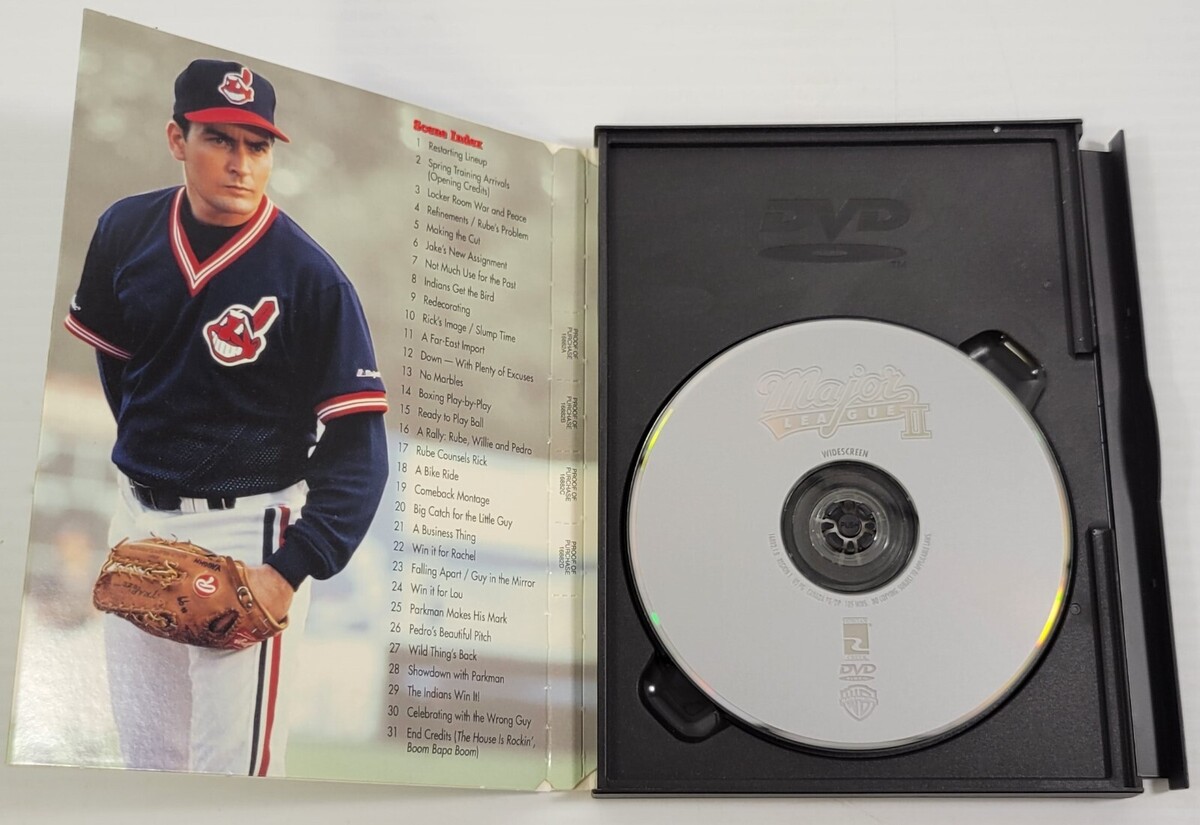 Scene Index
1 Restarting Lineup
2 Spring Training Arrivals
(Opening Credits)
3 Locker Room War and Peace
4 Refinements / Rube's Problem
5 Making the Cut
6 Jake's New Assignment
7 Not Much Use for the Past
8 Indians Get the Bird
9 Redecorating
10 Rick's Image / Slump Time
11 A Far-East Import
12 Down — With Plenty of Excuses
13 No Marbles
14 Boxing Play-by-Play
15 Ready to Play Ball
16 A Rally: Rube, Willie and Pedro
17 Rube Counsels Rick
18 A Bike Ride
19 Comeback Montage
20 Big Catch for the Little Guy
21 A Business Thing
22 Win it for Rachel
23 Falling Apart / Guy in the Mirror
24 Win it for Lou
25 Parkman Makes His Mark
26 Pedro's Beautiful Pitch
27 Wild Thing's Back
28 Showdown with Parkman
29 The Indians Win It!
30 Celebrating with the Wrong Guy
31 End Credits (The House Is Rockin',
Boom Bapa Boom)
PROOF OF
PURCHASE
16882A
PROOF OF
PURCHASE
16882B
PROOF OF
PURCHASE
16882C
PROOF OF
PURCHASE
16882D
DVD
TM
Major
LEAGUE II
WIDESCREEN
DVD
VIDEO